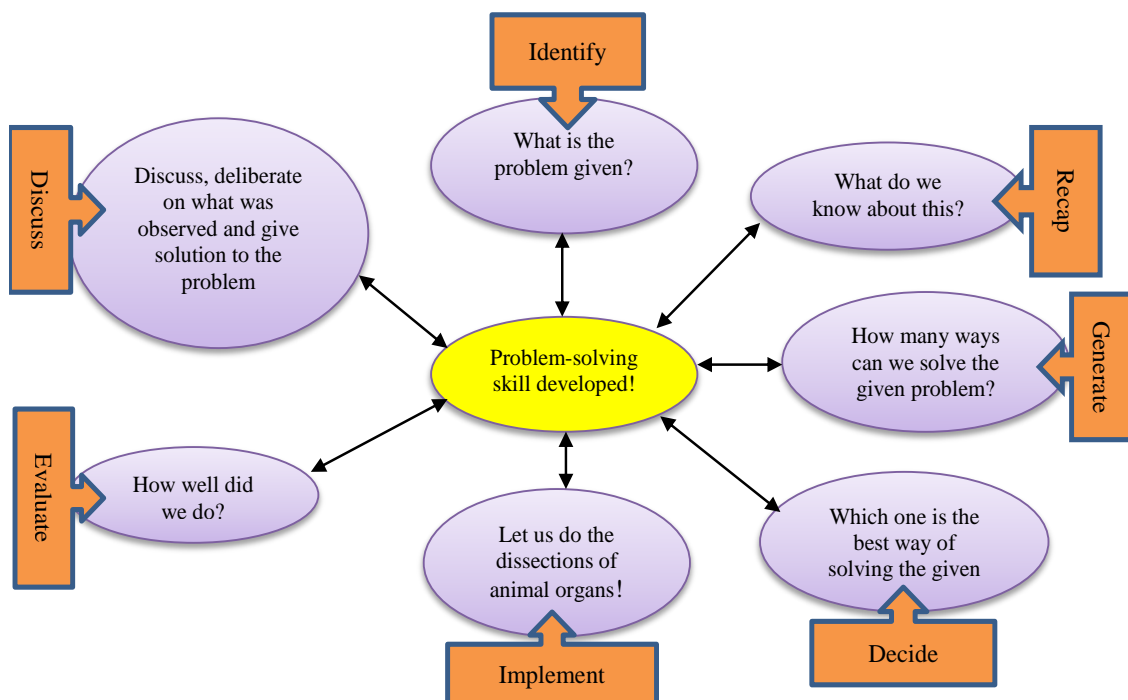 Identify
What is the
problem given?
Recap
What do we
know about this?
Generate
How many ways
can we solve the
given problem?
Decide
Which one is the
best way of
solving the given
Implement
Let us do the
dissections of
animal organs!
Evaluate
How well did
we do?
Discuss
Discuss, deliberate
on what was
observed and give
solution to the
problem
Problem-solving
skill developed!